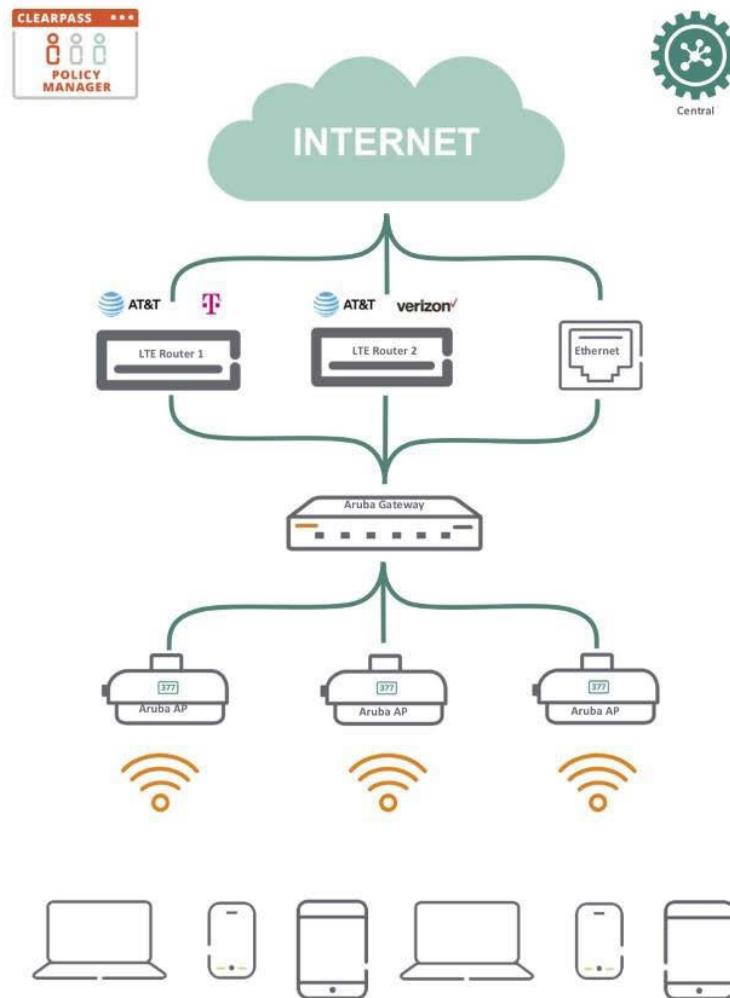 CLEARPASS
POLICY
MANAGER
Central
INTERNET
AT&T
T
AT&T
verizon✓
LTE Router 1
LTE Router 2
Ethernet
Aruba Gateway
377
Aruba AP
377
Aruba AP
377
Aruba AP